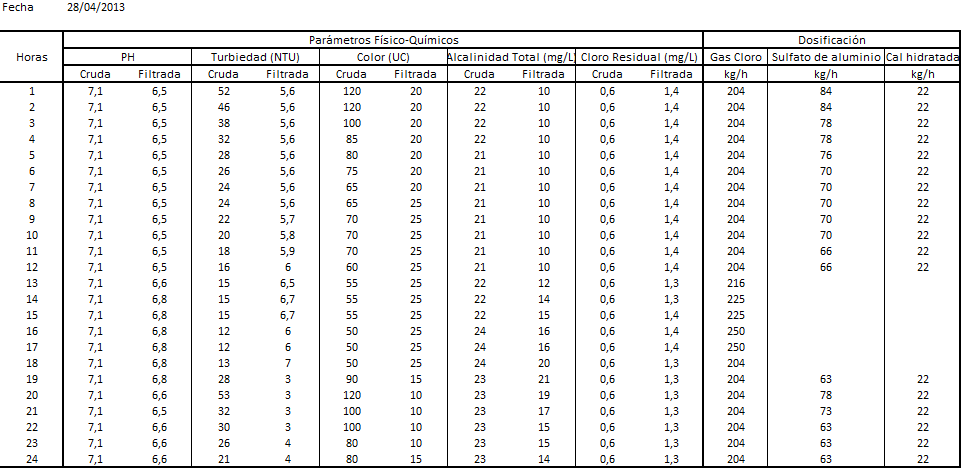 Fecha 28/04/2013
Parámetros Físico-Químicos Dosificación
Horas PH Turbiedad (NTU) Color (UC) Alcalinidad Total (mg/L) Cloro Residual (mg/L) Gas Cloro Sulfato de aluminio Cal hidratada
Cruda Filtrada Cruda Filtrada Cruda Filtrada Cruda Filtrada Cruda Filtrada kg/h kg/h kg/h
1 7,1 6,5 52 5,6 120 20 22 10 0,6 1,4 204 84 22
2 7,1 6,5 46 5,6 120 20 22 10 0,6 1,4 204 84 22
3 7,1 6,5 38 5,6 100 20 22 10 0,6 1,4 204 78 22
4 7,1 6,5 32 5,6 85 20 22 10 0,6 1,4 204 78 22
5 7,1 6,5 28 5,6 80 20 21 10 0,6 1,4 204 76 22
6 7,1 6,5 26 5,6 75 20 21 10 0,6 1,4 204 70 22
7 7,1 6,5 24 5,6 65 20 21 10 0,6 1,4 204 70 22
8 7,1 6,5 24 5,6 65 25 21 10 0,6 1,4 204 70 22
9 7,1 6,5 22 5,7 70 25 21 10 0,6 1,4 204 70 22
10 7,1 6,5 20 5,8 70 25 21 10 0,6 1,4 204 70 22
11 7,1 6,5 18 5,9 70 25 21 10 0,6 1,4 204 66 22
12 7,1 6,5 16 6 60 25 21 10 0,6 1,4 204 66 22
13 7,1 6,6 15 6,5 55 25 22 12 0,6 1,3 216
14 7,1 6,8 15 6,7 55 25 22 14 0,6 1,3 225
15 7,1 6,8 15 6,7 55 25 22 15 0,6 1,3 225
16 7,1 6,8 12 6 50 25 24 16 0,6 1,4 250
17 7,1 6,8 12 6 50 25 24 16 0,6 1,4 250
18 7,1 6,8 13 7 50 25 24 20 0,6 1,3 204
19 7,1 6,8 28 3 90 15 23 21 0,6 1,3 204 63 22
20 7,1 6,6 53 3 120 10 23 19 0,6 1,3 204 78 22
21 7,1 6,5 32 3 100 10 23 17 0,6 1,3 204 73 22
22 7,1 6,6 30 3 100 10 23 15 0,6 1,3 204 63 22
23 7,1 6,6 26 4 80 10 23 15 0,6 1,3 204 63 22
24 7,1 6,6 21 4 80 15 23 14 0,6 1,3 204 63 22